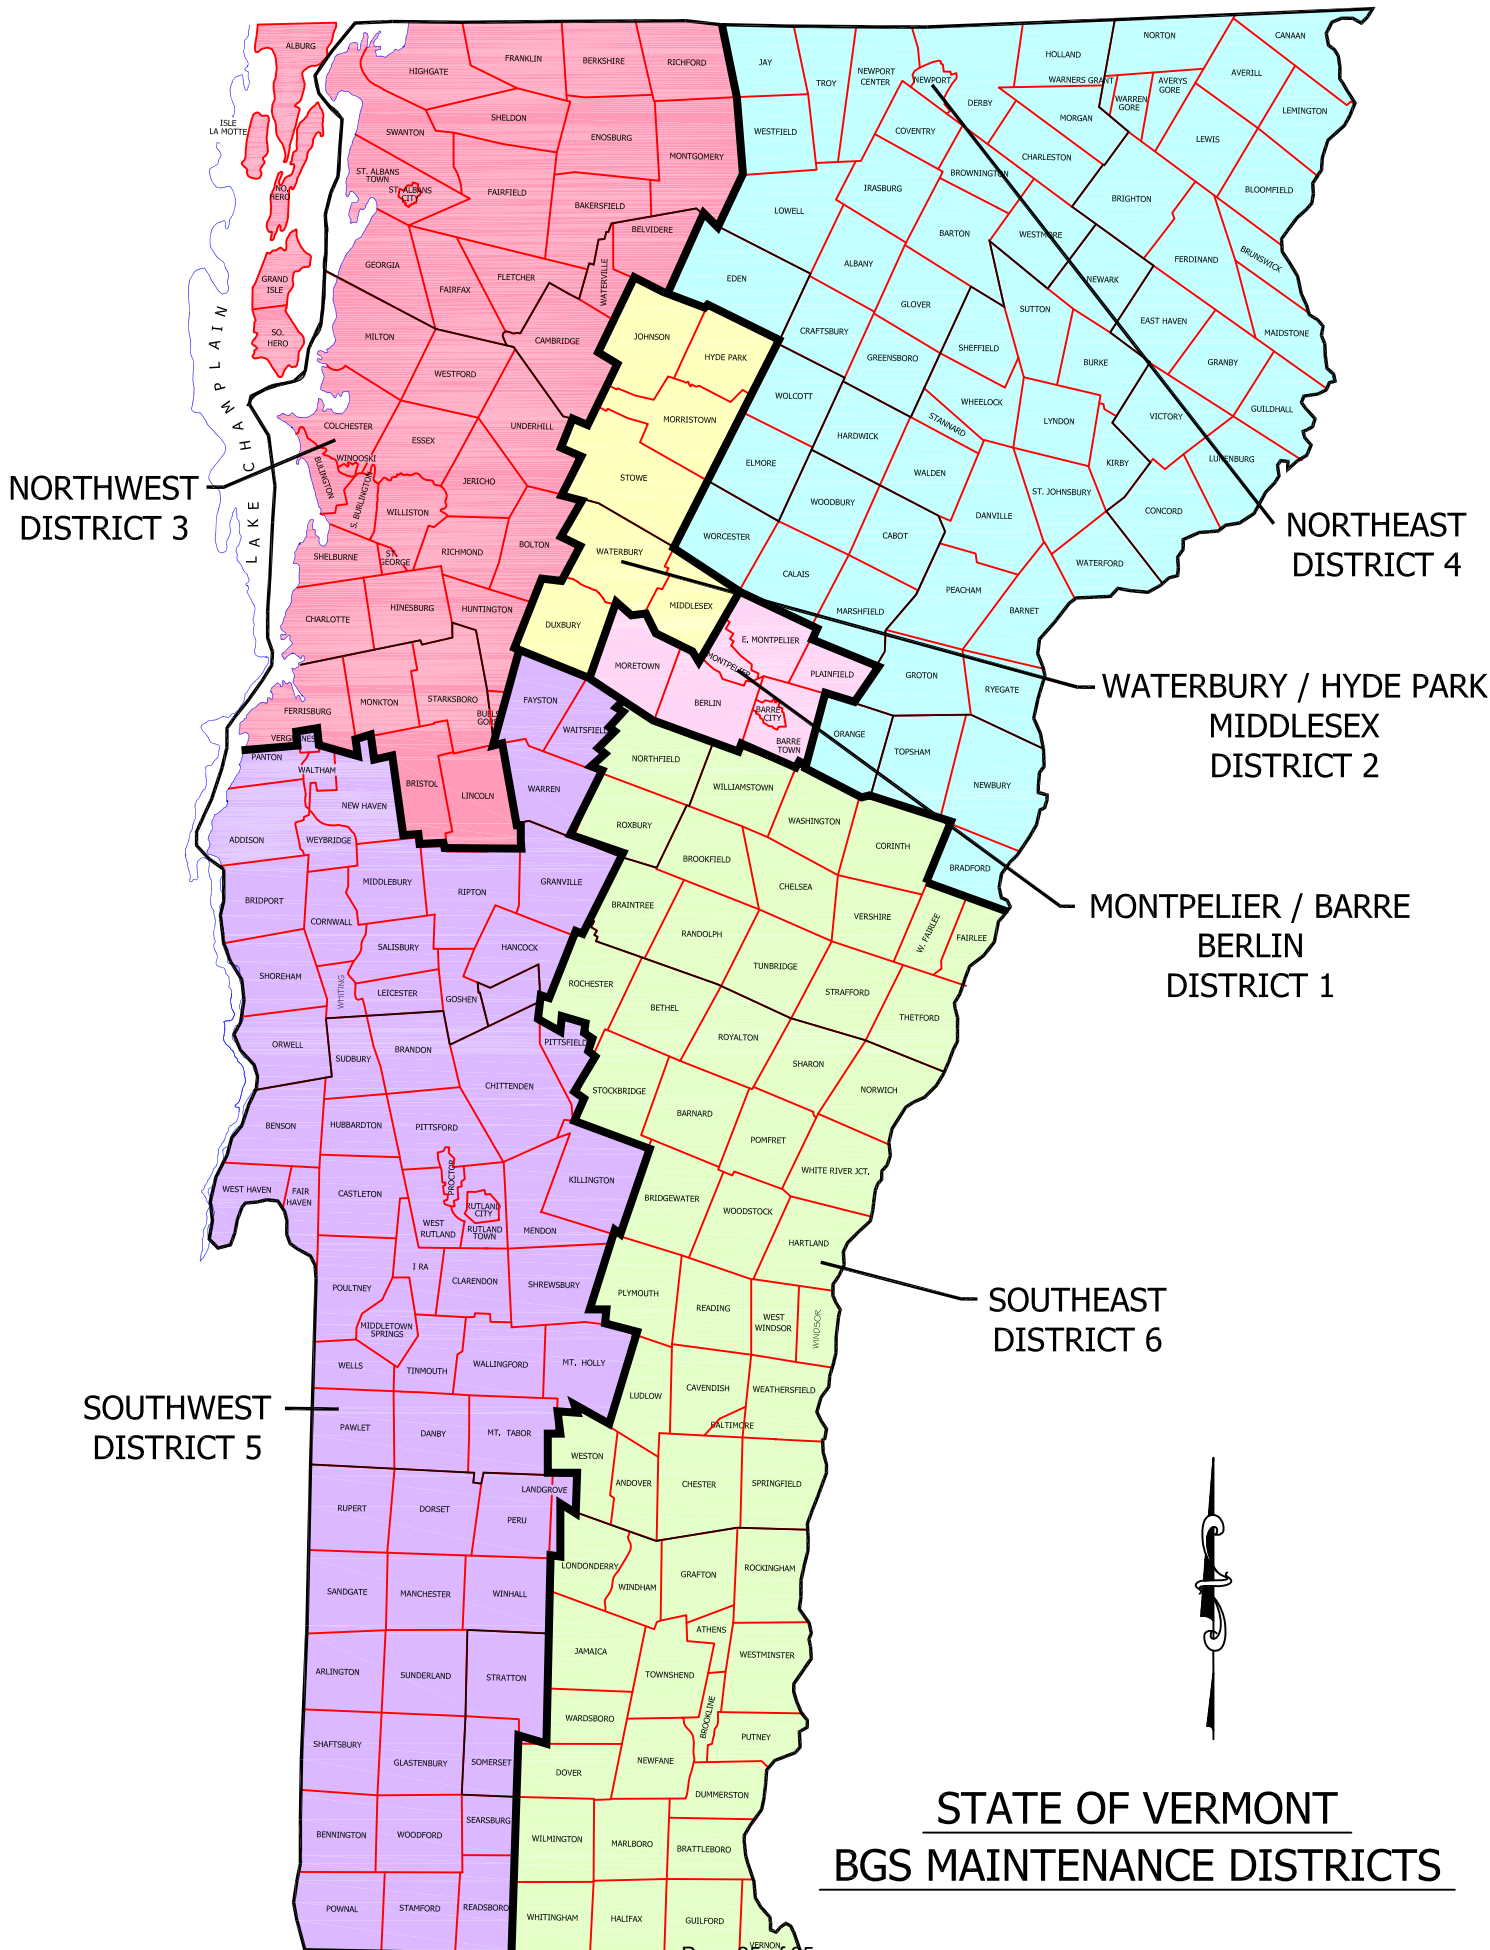 ALBURG
ISLE
LA MOTTE
NO.
HERO
GRAND
ISLE
SO.
HERO
LAKE CHAMPLAIN
HIGHGATE
FRANKLIN
BERKSHIRE
RICHFORD
SWANTON
SHELDON
ENOSBURG
MONTGOMERY
ST. ALBANS
TOWN
ST. ALBANS
CITY
FAIRFIELD
BAKERSFIELD
BELVIDERE
WATERVILLE
GEORGIA
FAIRFAX
FLETCHER
CAMBRIDGE
MILTON
WESTFORD
UNDERHILL
COLCHESTER
ESSEX
WINOOSKI
BULINGTON
S. BURLINGTON
JERICHO
WILLISTON
SHELBURNE
ST.
GEORGE
RICHMOND
BOLTON
CHARLOTTE
HINESBURG
HUNTINGTON
FERRISBURG
MONKTON
STARKSBORO
BUELS
GORE
VERGENNES
BRISTOL
LINCOLN
NORTHWEST
DISTRICT 3
JAY
TROY
NEWPORT
CENTER
NEWPORT
DERBY
HOLLAND
WARNERS GRANT
NORTON
CANAAN
AVERYS
GORE
WARREN
GORE
AVERILL
LEMINGTON
WESTFIELD
COVENTRY
MORGAN
LEWIS
CHARLESTON
BROWNINGTON
BLOOMFIELD
IRASBURG
BRIGHTON
LOWELL
BARTON
WESTMORE
FERDINAND
BRUNSWICK
EDEN
ALBANY
NEWARK
GLOVER
SUTTON
EAST HAVEN
MAIDSTONE
CRAFTSBURY
SHEFFIELD
GREENSBORO
BURKE
GRANBY
WOLCOTT
WHEELOCK
STANNARD
LYNDON
VICTORY
GUILDHALL
HARDWICK
ELMORE
WALDEN
KIRBY
LUNENBURG
WOODBURY
ST. JOHNSBURY
CONCORD
DANVILLE
WORCESTER
CABOT
WATERFORD
CALAIS
PEACHAM
MARSHFIELD
BARNET
GROTON
RYEGATE
ORANGE
TOPSHAM
NEWBURY
BRADFORD
NORTHEAST
DISTRICT 4
JOHNSON
HYDE PARK
MORRISTOWN
STOWE
WATERBURY
MIDDLESEX
DUXBURY
WATERBURY / HYDE PARK
MIDDLESEX
DISTRICT 2
MORETOWN
E. MONTPELIER
MONTPELIER
PLAINFIELD
BERLIN
BARRE
CITY
BARRE
TOWN
MONTPELIER / BARRE
BERLIN
DISTRICT 1
FAYSTON
WAITSFIELD
WARREN
PANTON
WALTHAM
NEW HAVEN
ADDISON
WEYBRIDGE
MIDDLEBURY
RIPTON
GRANVILLE
BRIDPORT
CORNWALL
SALISBURY
HANCOCK
SHOREHAM
WHITING
LEICESTER
GOSHEN
ORWELL
SUDBURY
BRANDON
PITTSFIELD
CHITTENDEN
BENSON
HUBBARDTON
PITTSFORD
WEST HAVEN
FAIR
HAVEN
CASTLETON
PROCTOR
KILLINGTON
RUTLAND
CITY
WEST
RUTLAND
RUTLAND
TOWN
MENDON
POULTNEY
I RA
CLARENDON
SHREWSBURY
MIDDLETOWN
SPRINGS
WELLS
TINMOUTH
WALLINGFORD
MT. HOLLY
PAWLET
DANBY
MT. TABOR
LANDGROVE
RUPERT
DORSET
PERU
SANDGATE
MANCHESTER
WINHALL
ARLINGTON
SUNDERLAND
STRATTON
SHAFTSBURY
GLASTENBURY
SOMERSET
SEARSBURG
BENNINGTON
WOODFORD
POWNAL
STAMFORD
READSBORO
SOUTHWEST
DISTRICT 5
NORTHFIELD
WILLIAMSTOWN
WASHINGTON
ROXBURY
CORINTH
BROOKFIELD
CHELSEA
BRAINTREE
VERSHIRE
W. FAIRLEE
FAIRLEE
RANDOLPH
TUNBRIDGE
ROCHESTER
STRAFFORD
BETHEL
THETFORD
ROYALTON
SHARON
STOCKBRIDGE
NORWICH
BARNARD
POMFRET
WHITE RIVER JCT.
BRIDGEWATER
WOODSTOCK
HARTLAND
PLYMOUTH
READING
WEST
WINDSOR
WINDSOR
LUDLOW
CAVENDISH
WEATHERSFIELD
BALTIMORE
WESTON
ANDOVER
CHESTER
SPRINGFIELD
LONDONDERRY
WINDHAM
GRAFTON
ROCKINGHAM
ATHENS
JAMAICA
TOWNSHEND
WESTMINSTER
WARDSBORO
BROOKLINE
PUTNEY
NEWFANE
DOVER
DUMMERSTON
WILMINGTON
MARLBORO
BRATTLEBORO
WHITINGHAM
HALIFAX
GUILFORD
VERNON
SOUTHEAST
DISTRICT 6
STATE OF VERMONT
BGS MAINTENANCE DISTRICTS